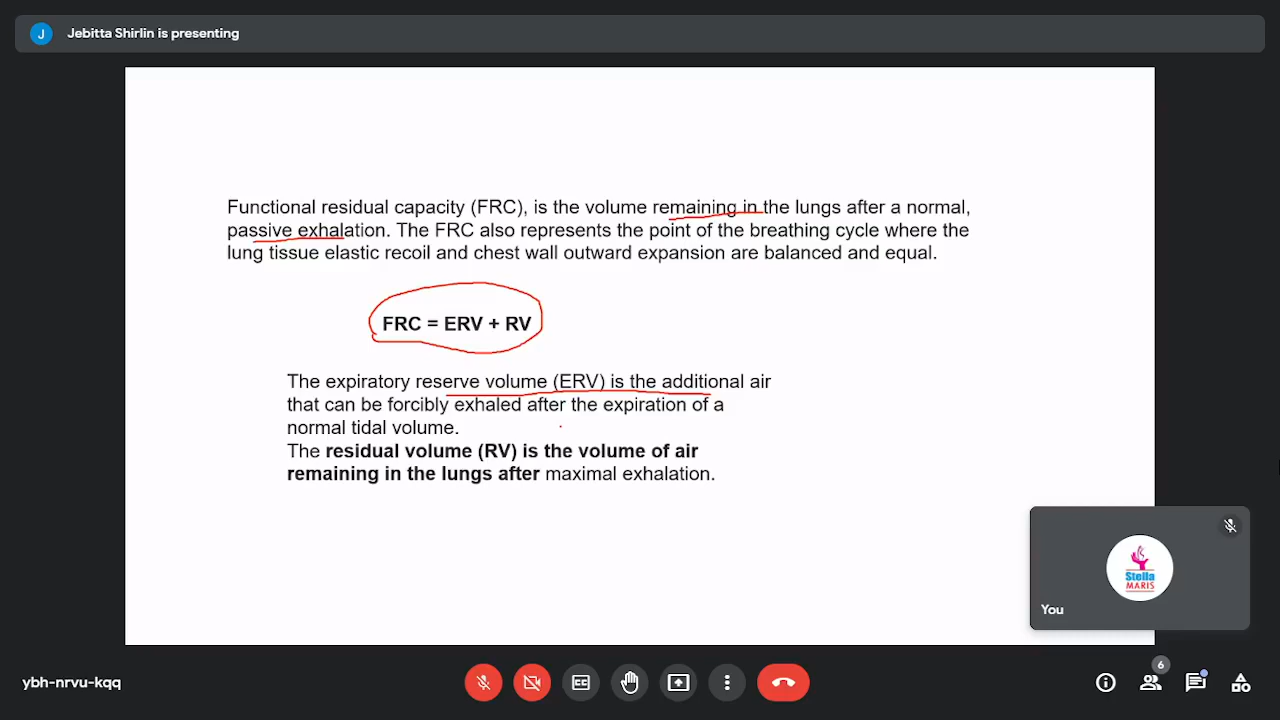 J
Jebitta Shirlin is presenting
Functional residual capacity (FRC), is the volume remaining in the lungs after a normal,
passive exhalation. The FRC also represents the point of the breathing cycle where the
lung tissue elastic recoil and chest wall outward expansion are balanced and equal.
FRC = ERV + RV
The expiratory reserve volume (ERV) is the additional air
that can be forcibly exhaled after the expiration of a
normal tidal volume.
The residual volume (RV) is the volume of air
remaining in the lungs after maximal exhalation.
Stella
MARIS
You
ybh-nrvu-kqq
CC
6